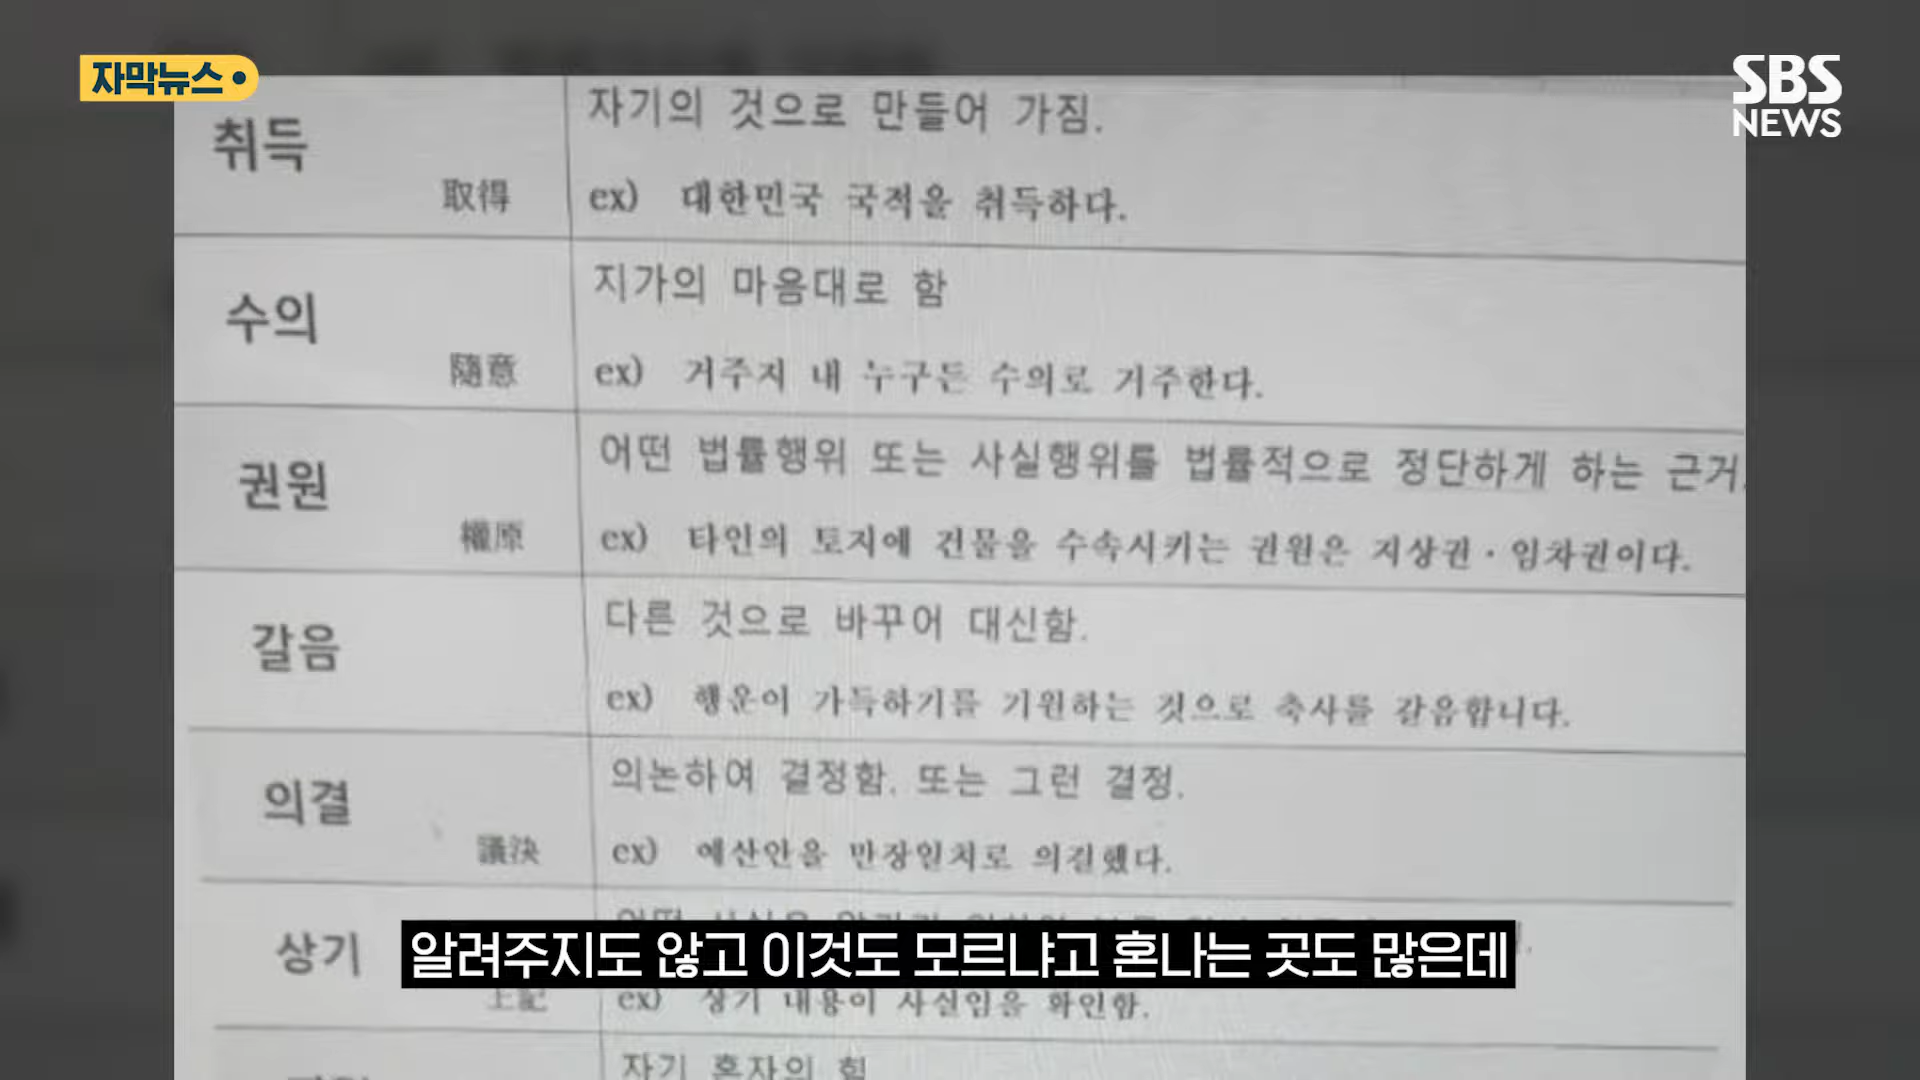 자막뉴스
SBS
NEWS
취득
取得
자기의 것으로 만들어 가짐.
ex) 대한민국 국적을 취득하다.
수의
隨意
지가의 마음대로 함
ex) 거주지 내 누구든 수의로 기주한다.
권원
權原
어떤 법률행위 또는 사실행위를 법률적으로 정단하게 하는 근거.
ex) 타인의 토지에 건물을 수속시키는 권원은 지상권·임차권이다.
갈음
다른 것으로 바꾸어 대신함.
ex) 행운이 가득하기를 기원하는 것으로 축사를 갈음합니다.
의결
議決
의논하여 결정함. 또는 그런 결정.
ex) 예산안을 만장일치로 의결했다.
상기
上記
알려주지도 않고 이것도 모르냐고 혼나는 곳도 많은데
ex) 상기 내용이 사실임을 확인함.
자기 혼자의 힘